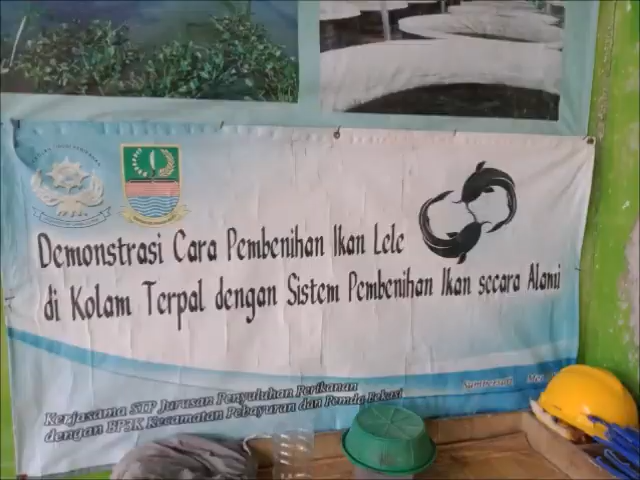 Demonstrasi Cara Pembenihan Ikan Lele
di Kolam Terpal dengan Sistem Pembenihan Ikan secara Alami
Kerjasama STP Jurusan Penyuluhan Perikanan
dengan BP3K Kecamatan Pebayuran dan Pemda Bekasi